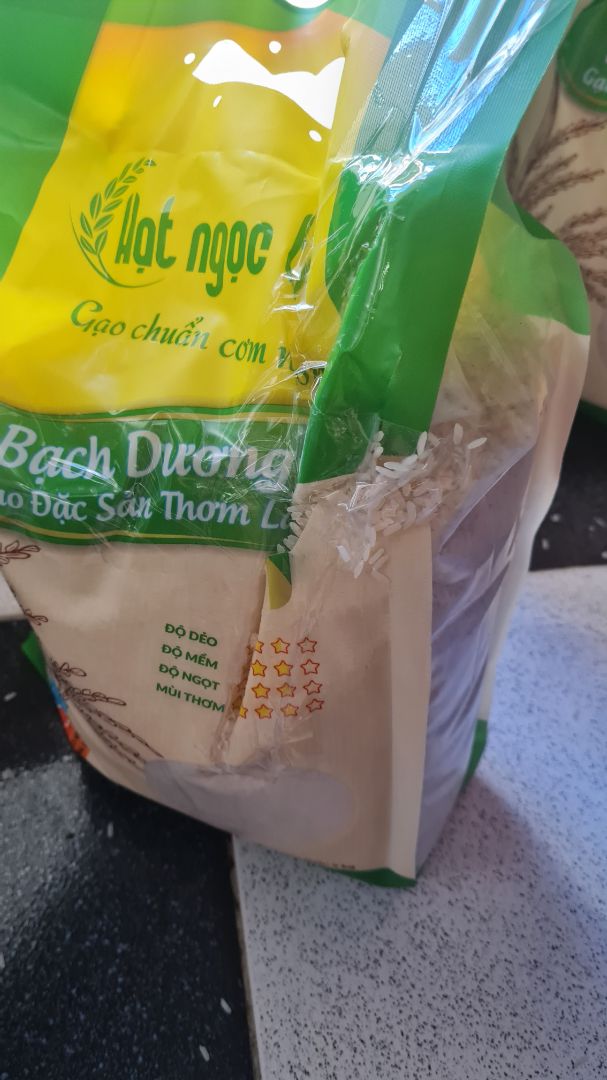 Hạt ngọc
Gạo chuẩn cơm
Bạch Dương
Đặc Sản Thơm
ĐỘ DẺO
ĐỘ MỀM
ĐỘ NGỌT
MÙI THƠM